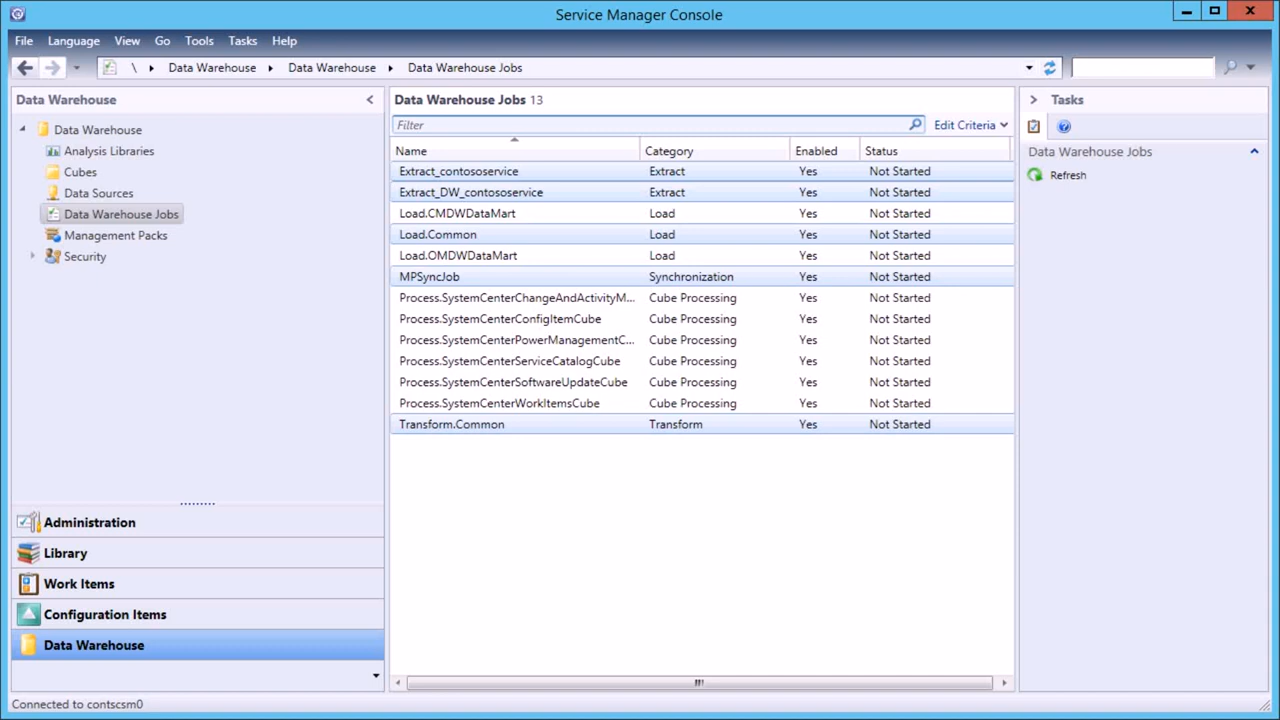 Service Manager Console
File Language View Go Tools Tasks Help
\ Data Warehouse Data Warehouse Data Warehouse Jobs
Data Warehouse
Data Warehouse
Analysis Libraries
Cubes
Data Sources
Data Warehouse Jobs
Management Packs
Security
Administration
Library
Work Items
Configuration Items
Data Warehouse
Data Warehouse Jobs 13
Filter Edit Criteria
Name Category Enabled Status
Extract_contososervice Extract Yes Not Started
Extract_DW_contososervice Extract Yes Not Started
Load.CMDWDataMart Load Yes Not Started
Load.Common Load Yes Not Started
Load.OMDWDataMart Load Yes Not Started
MPSyncJob Synchronization Yes Not Started
Process.SystemCenterChangeAndActivityM... Cube Processing Yes Not Started
Process.SystemCenterConfigItemCube Cube Processing Yes Not Started
Process.SystemCenterPowerManagementC... Cube Processing Yes Not Started
Process.SystemCenterServiceCatalogCube Cube Processing Yes Not Started
Process.SystemCenterSoftwareUpdateCube Cube Processing Yes Not Started
Process.SystemCenterWorkItemsCube Cube Processing Yes Not Started
Transform.Common Transform Yes Not Started
Tasks
Data Warehouse Jobs
Refresh
Connected to contscsm0